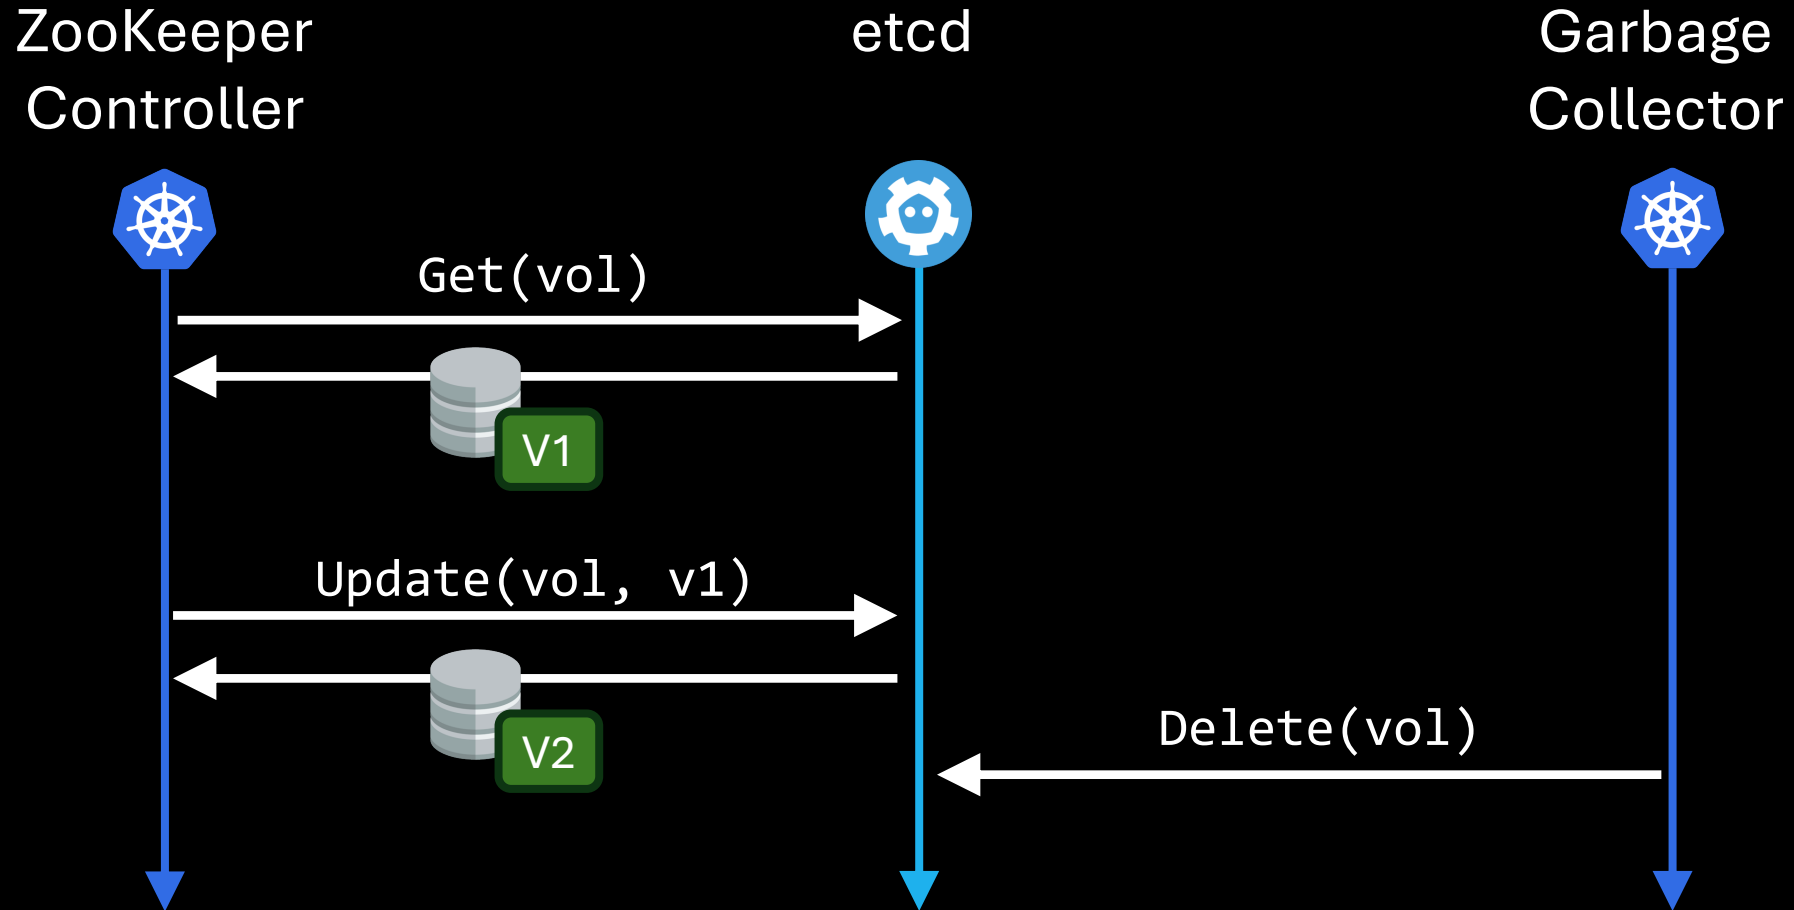 ZooKeeper
Controller
etcd
Garbage
Collector
Get(vol)
V1
Update(vol, v1)
V2
Delete(vol)